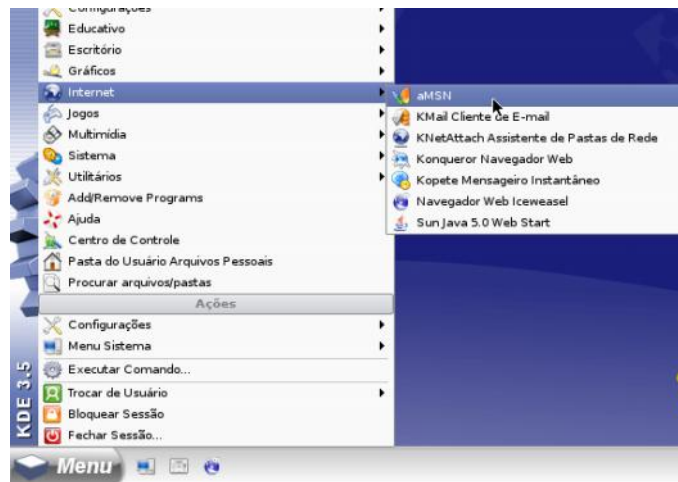 Configurações
Educativo
Escritório
Gráficos
Internet
Jogos
Multimídia
Sistema
Utilitários
Add/Remove Programs
Ajuda
Centro de Controle
Pasta do Usuário Arquivos Pessoais
Procurar arquivos/pastas
Ações
Configurações
Menu Sistema
Executar Comando...
Trocar de Usuário
Bloquear Sessão
Fechar Sessão...
aMSN
KMail Cliente de E-mail
KNetAttach Assistente de Pastas de Rede
Konqueror Navegador Web
Kopete Mensageiro Instantâneo
Navegador Web Iceweasel
Sun Java 5.0 Web Start
KDE 3.5
Menu